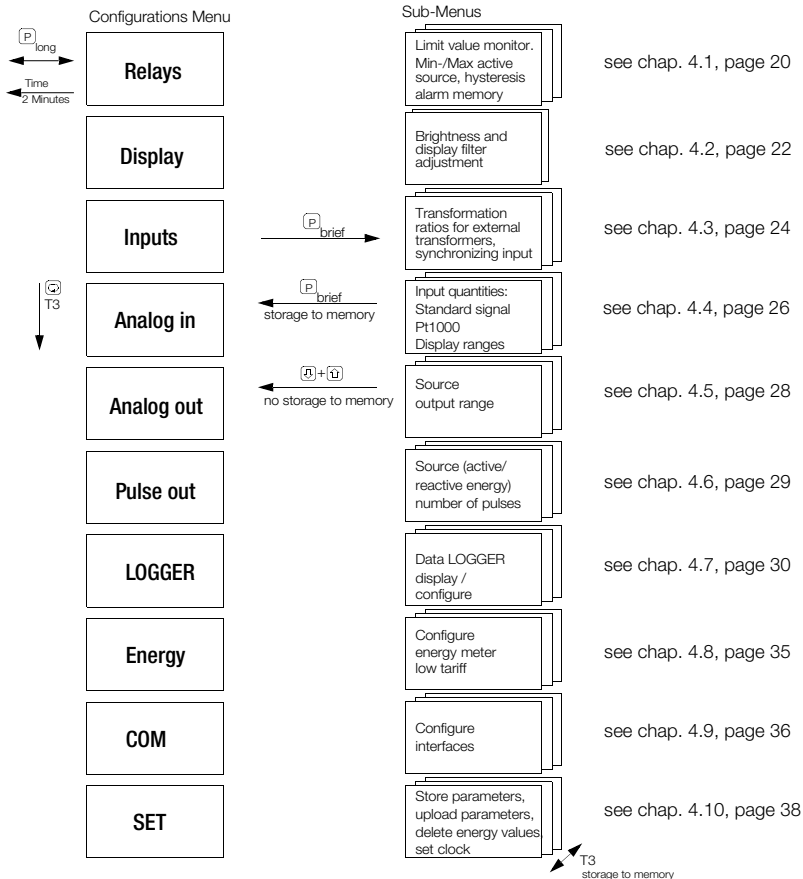 Configurations Menu
Sub-Menus
P long
Time
2 Minutes
Relays
Limit value monitor.
Min-/Max active
source, hysteresis
alarm memory
see chap. 4.1, page 20
Display
Brightness and
display filter
adjustment
see chap. 4.2, page 22
Inputs
P brief
Transformation
ratios for external
transformers,
synchronizing input
see chap. 4.3, page 24
T3
Analog in
P brief
storage to memory
Input quantities:
Standard signal
Pt1000
Display ranges
see chap. 4.4, page 26
Analog out
+
no storage to memory
Source
output range
see chap. 4.5, page 28
Pulse out
Source (active/
reactive energy)
number of pulses
see chap. 4.6, page 29
LOGGER
Data LOGGER
display /
configure
see chap. 4.7, page 30
Energy
Configure
energy meter
low tariff
see chap. 4.8, page 35
COM
Configure
interfaces
see chap. 4.9, page 36
SET
Store parameters,
upload parameters,
delete energy values,
set clock
see chap. 4.10, page 38
T3
storage to memory